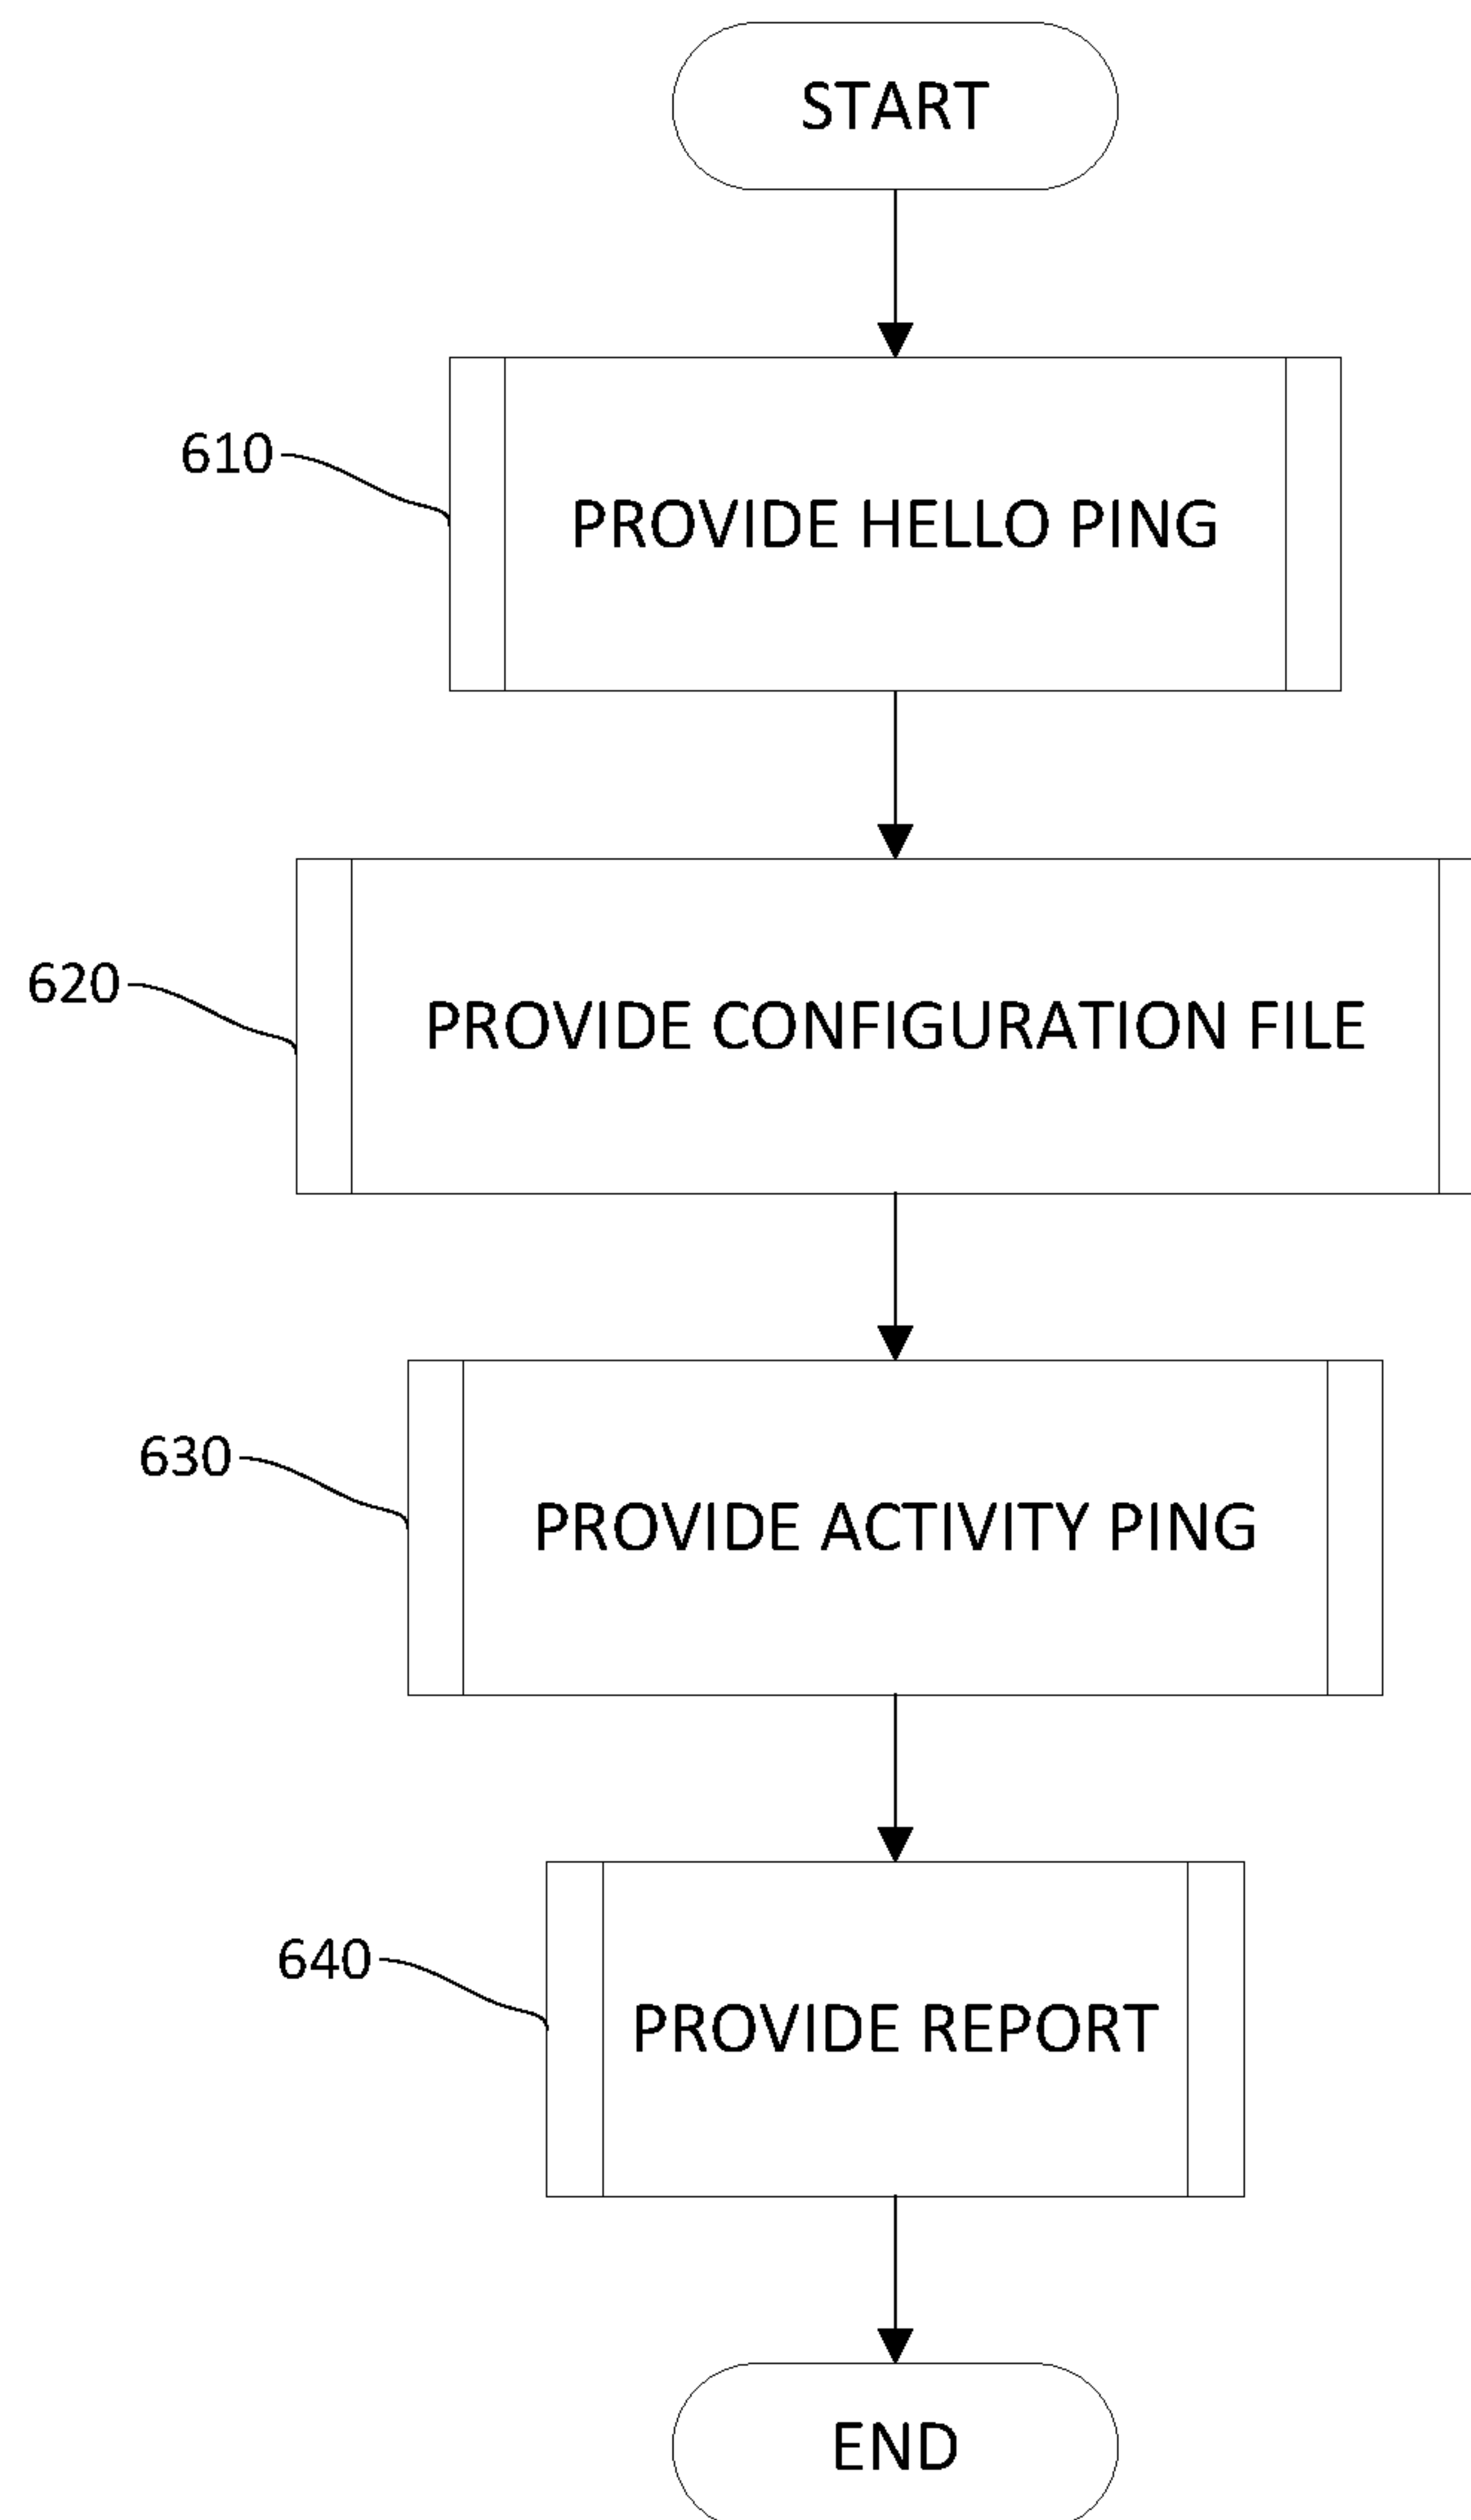 START
610
PROVIDE HELLO PING
620
PROVIDE CONFIGURATION FILE
630
PROVIDE ACTIVITY PING
640
PROVIDE REPORT
END